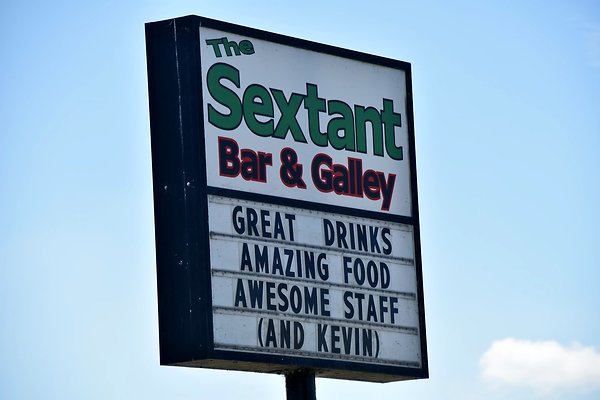 The
Sextant
Bar & Galley
GREAT DRINKS
AMAZING FOOD
AWESOME STAFF
(AND KEVIN)